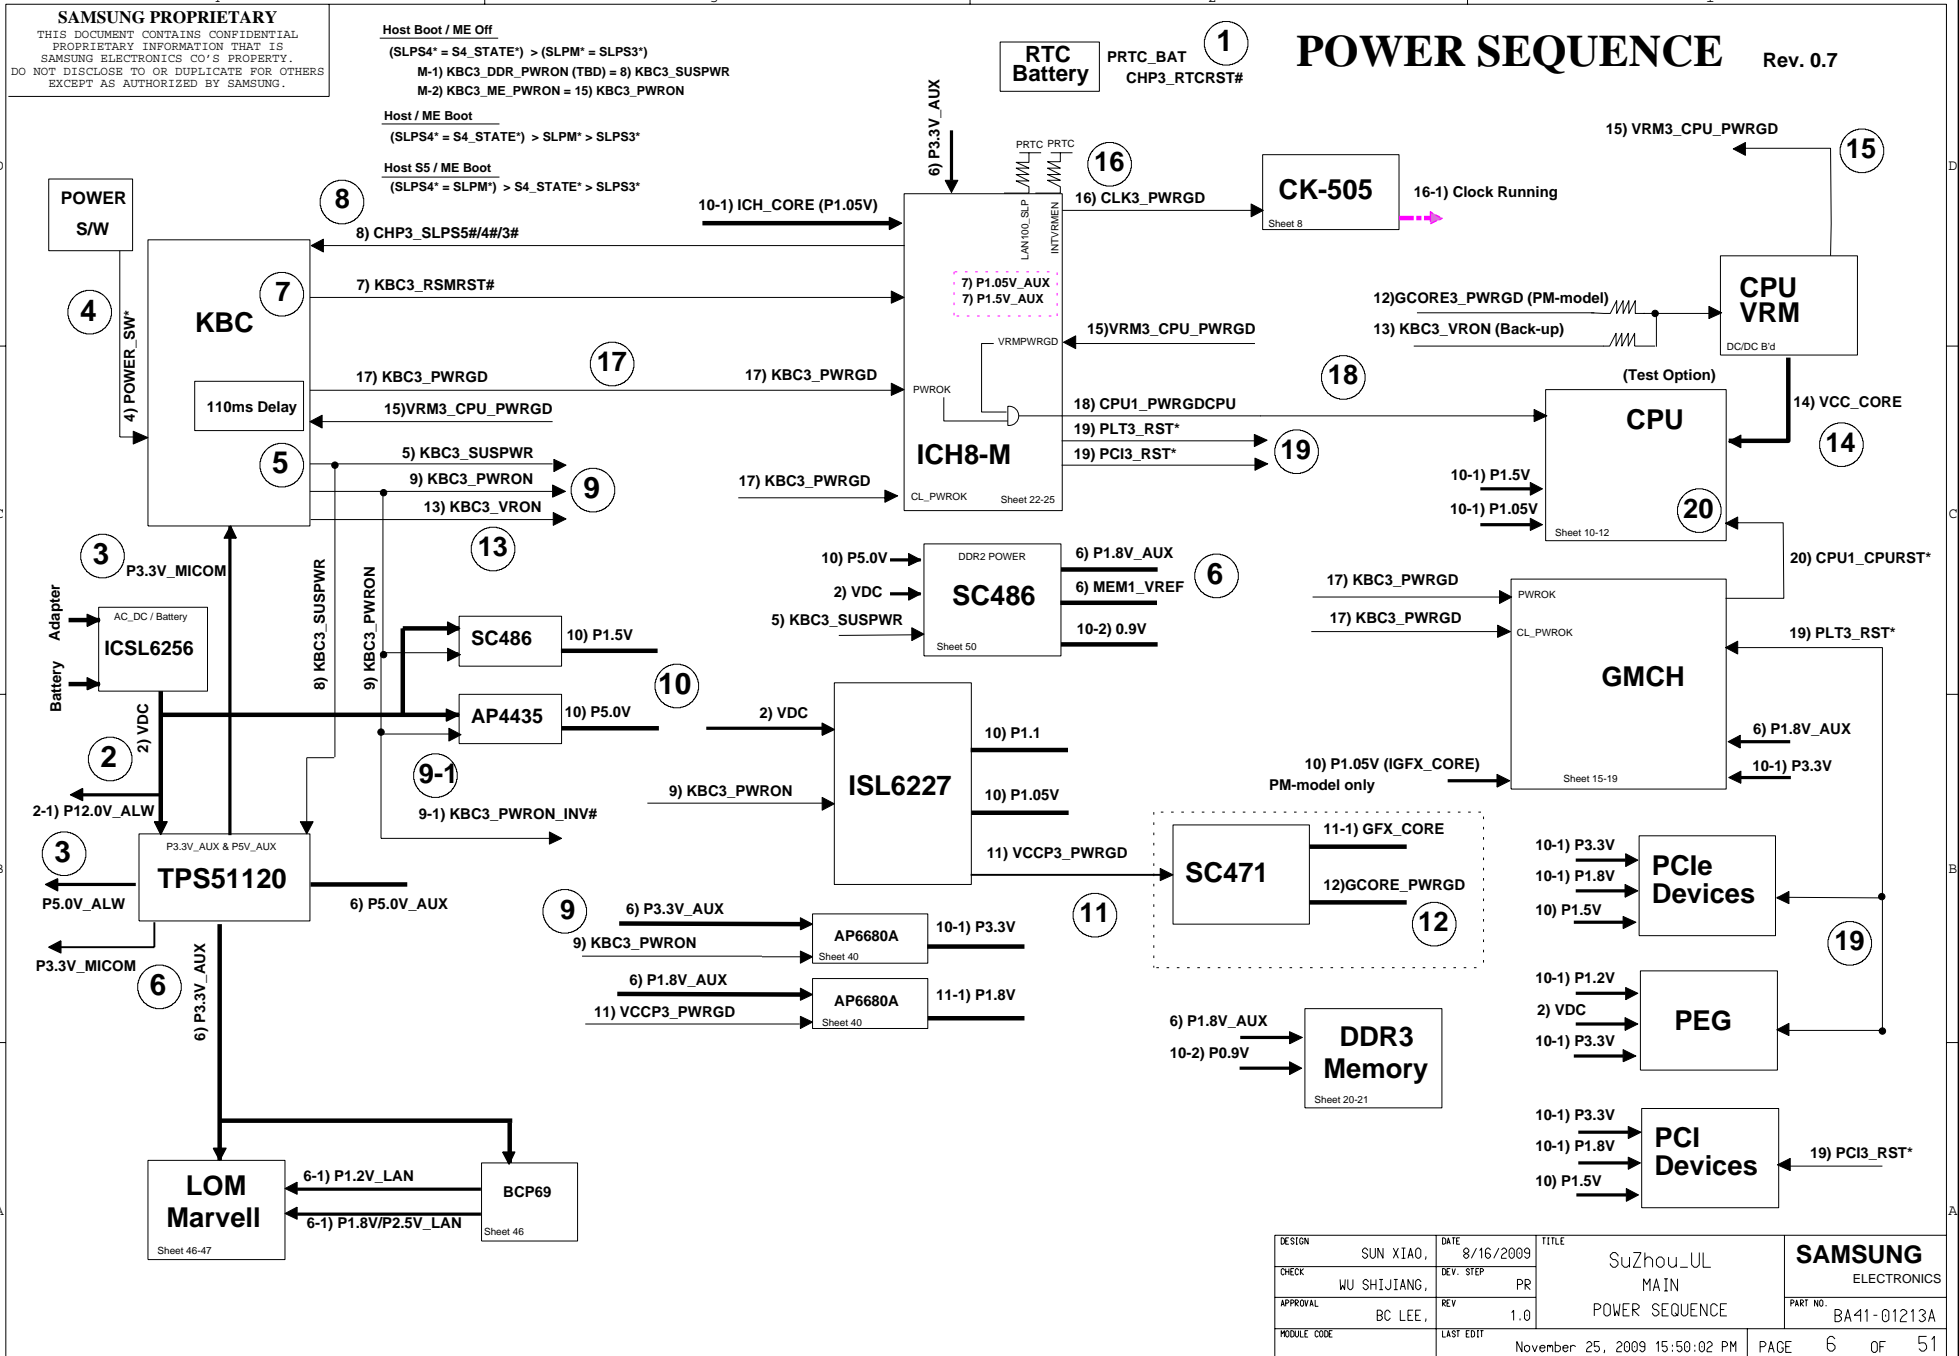 SAMSUNG PROPRIETARY
THIS DOCUMENT CONTAINS CONFIDENTIAL
PROPRIETARY INFORMATION THAT IS
SAMSUNG ELECTRONICS CO'S PROPERTY.
DO NOT DISCLOSE TO OR DUPLICATE FOR OTHERS
EXCEPT AS AUTHORIZED BY SAMSUNG.
Host Boot / ME Off
(SLPS4* = S4_STATE*) > (SLPM* = SLPS3*)
M-1) KBC3_DDR_PWRON (TBD) = 8) KBC3_SUSPWR
M-2) KBC3_ME_PWRON = 15) KBC3_PWRON
Host / ME Boot
(SLPS4* = S4_STATE*) > SLPM* > SLPS3*
Host S5 / ME Boot
(SLPS4* = SLPM*) > S4_STATE* > SLPS3*
RTC
Battery
PRTC_BAT
CHP3_RTCRST#
1
POWER SEQUENCE
Rev. 0.7
POWER
S/W
4
4) POWER_SW*
8
8) CHP3_SLPS5#/4#/3#
KBC
7
7) KBC3_RSMRST#
17
17) KBC3_PWRGD
17) KBC3_PWRGD
110ms Delay
15)VRM3_CPU_PWRGD
5
5) KBC3_SUSPWR
9) KBC3_PWRON
9
13) KBC3_VRON
13
6) P3.3V_AUX
10-1) ICH_CORE (P1.05V)
PRTC
PRTC
LAN100_SLP
INTVRMEN
7) P1.05V_AUX
7) P1.5V_AUX
VRMPWRGD
15)VRM3_CPU_PWRGD
PWROK
ICH8-M
17) KBC3_PWRGD
CL_PWROK
Sheet 22-25
16
16) CLK3_PWRGD
CK-505
Sheet 8
16-1) Clock Running
15) VRM3_CPU_PWRGD
15
CPU
VRM
DC/DC B'd
12)GCORE3_PWRGD (PM-model)
13) KBC3_VRON (Back-up)
(Test Option)
18
18) CPU1_PWRGDCPU
19) PLT3_RST*
19) PCI3_RST*
19
CPU
14) VCC_CORE
14
10-1) P1.5V
10-1) P1.05V
20
Sheet 10-12
20) CPU1_CPURST*
3
P3.3V_MICOM
Adapter
Battery
AC_DC / Battery
ICSL6256
2) VDC
2
2-1) P12.0V_ALW
8) KBC3_SUSPWR
9) KBC3_PWRON
SC486
10) P1.5V
10
AP4435
10) P5.0V
9-1
9-1) KBC3_PWRON_INV#
3
P5.0V_ALW
P3.3V_AUX & P5V_AUX
TPS51120
6) P5.0V_AUX
P3.3V_MICOM
6
6) P3.3V_AUX
10) P5.0V
2) VDC
5) KBC3_SUSPWR
DDR2 POWER
SC486
Sheet 50
6) P1.8V_AUX
6) MEM1_VREF
10-2) 0.9V
6
2) VDC
9) KBC3_PWRON
ISL6227
10) P1.1
10) P1.05V
11) VCCP3_PWRGD
11
SC471
11-1) GFX_CORE
12)GCORE_PWRGD
12
9
6) P3.3V_AUX
9) KBC3_PWRON
AP6680A
Sheet 40
10-1) P3.3V
6) P1.8V_AUX
11) VCCP3_PWRGD
AP6680A
Sheet 40
11-1) P1.8V
17) KBC3_PWRGD
PWROK
17) KBC3_PWRGD
CL_PWROK
GMCH
19) PLT3_RST*
6) P1.8V_AUX
10-1) P3.3V
10) P1.05V (IGFX_CORE)
PM-model only
Sheet 15-19
10-1) P3.3V
10-1) P1.8V
10) P1.5V
PCIe
Devices
19
10-1) P1.2V
2) VDC
10-1) P3.3V
PEG
6) P1.8V_AUX
10-2) P0.9V
DDR3
Memory
Sheet 20-21
10-1) P3.3V
10-1) P1.8V
10) P1.5V
PCI
Devices
19) PCI3_RST*
LOM
Marvell
Sheet 46-47
6-1) P1.2V_LAN
6-1) P1.8V/P2.5V_LAN
BCP69
Sheet 46
DESIGN
SUN XIAO,
DATE
8/16/2009
TITLE
SuZhou_UL
MAIN
POWER SEQUENCE
SAMSUNG
ELECTRONICS
CHECK
WU SHIJIANG,
DEV. STEP
PR
APPROVAL
BC LEE,
REV
1.0
PART NO.
BA41-01213A
MODULE CODE
LAST EDIT
November 25, 2009 15:50:02 PM
PAGE 6 OF 51
D
D
C
B
A
A